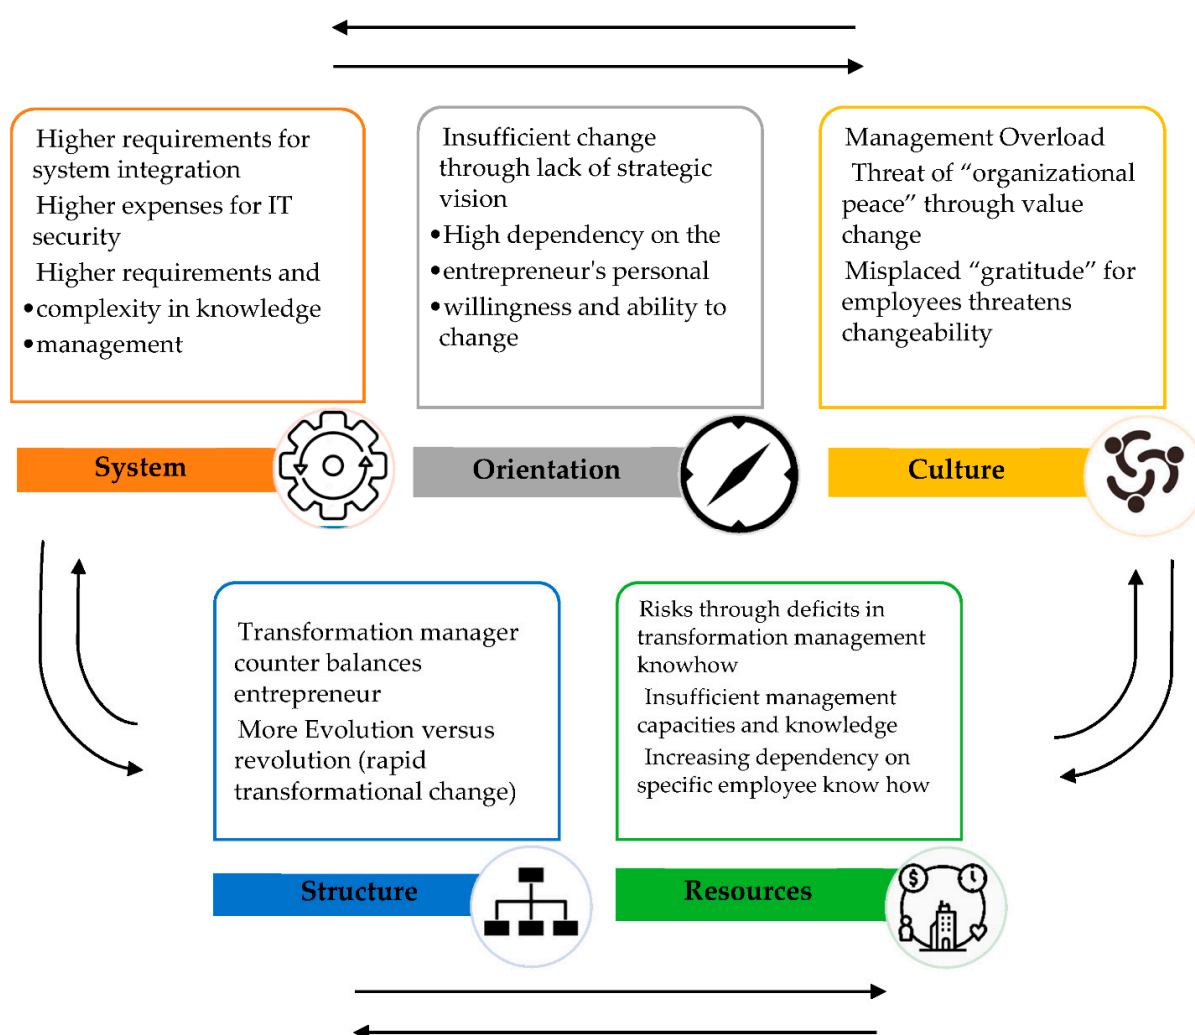 Higher requirements for
system integration
Higher expenses for IT
security
Higher requirements and
•complexity in knowledge
•management
System
Insufficient change
through lack of strategic
vision
•High dependency on the
•entrepreneur's personal
•willingness and ability to
change
Orientation
Management Overload
Threat of “organizational
peace” through value
change
Misplaced “gratitude” for
employees threatens
changeability
Culture
Transformation manager
counter balances
entrepreneur
More Evolution versus
revolution (rapid
transformational change)
Structure
Risks through deficits in
transformation management
knowhow
Insufficient management
capacities and knowledge
Increasing dependency on
specific employee know how
Resources
$